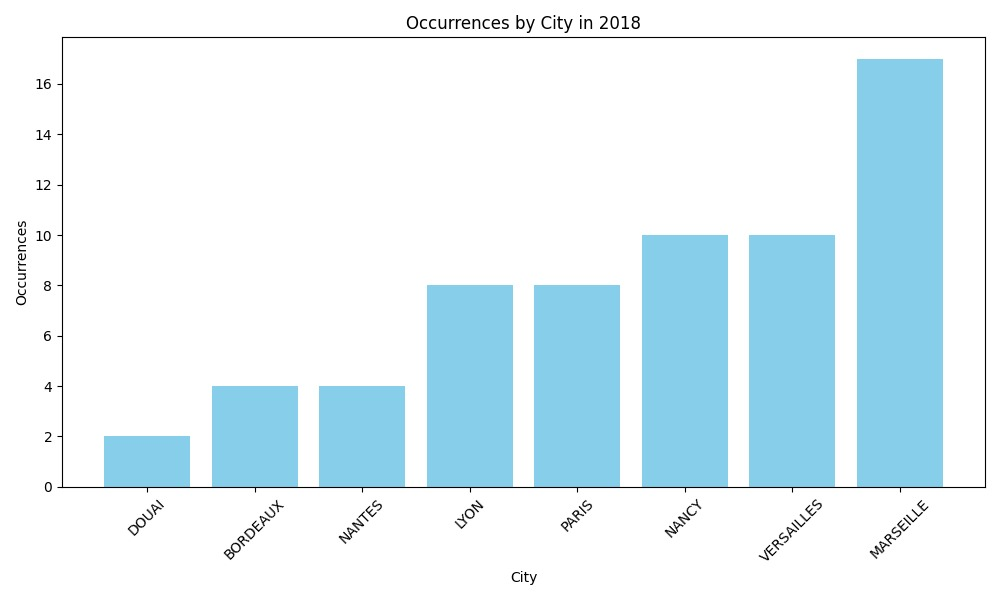 Occurrences by City in 2018
Occurrences
16
14
12
10
8
6
4
2
0
DOUAI
BORDEAUX
NANTES
LYON
PARIS
NANCY
VERSAILLES
MARSEILLE
City